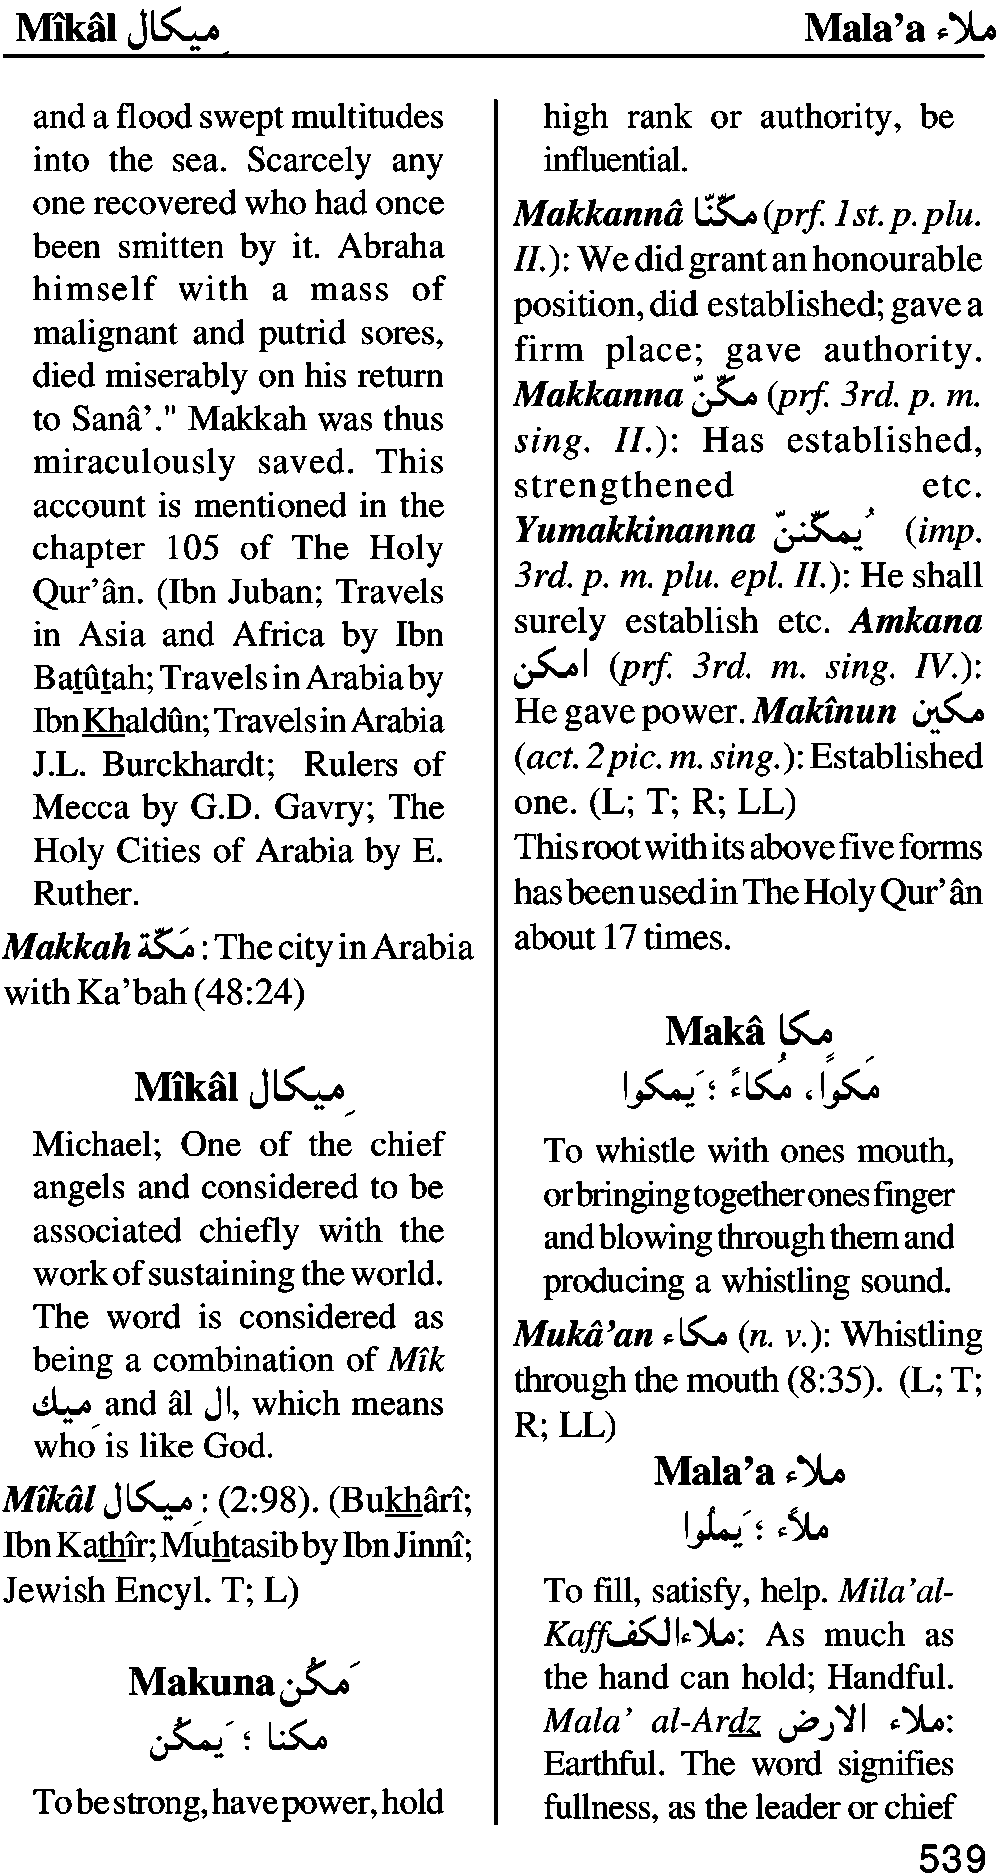 Mîkâl مِيكال
Mala’a ملاء
and a flood swept multitudes
into the sea. Scarcely any
one recovered who had once
been smitten by it. Abraha
himself with a mass of
malignant and putrid sores,
died miserably on his return
to Sanâ’." Makkah was thus
miraculously saved. This
account is mentioned in the
chapter 105 of The Holy
Qur’ân. (Ibn Juban; Travels
in Asia and Africa by Ibn
Baṯûṯah; Travels in Arabia by
Ibn K͟haldûn; Travels in Arabia
J.L. Burckhardt; Rulers of
Mecca by G.D. Gavry; The
Holy Cities of Arabia by E.
Ruther.
Makkah مَكّة : The city in Arabia
with Ka’bah (48:24)
Mîkâl مِيكال
Michael; One of the chief
angels and considered to be
associated chiefly with the
work of sustaining the world.
The word is considered as
being a combination of Mîk
مِيك and âl ال, which means
who is like God.
Mîkâl مِيكال : (2:98). (Buk͟hârî;
Ibn Kat͟hîr; Muẖtasib by Ibn Jinnî;
Jewish Encyl. T; L)
Makuna مَكُن
مكنا ؛ يَمكُن
To be strong, have power, hold
high rank or authority, be
influential.
Makkannâ مكّنّا (prf. 1st. p. plu.
II.): We did grant an honourable
position, did established; gave a
firm place; gave authority.
Makkanna مكّنّ (prf. 3rd. p. m.
sing. II.): Has established,
strengthened etc.
Yumakkinanna يُمكّننّ (imp.
3rd. p. m. plu. epl. II.): He shall
surely establish etc. Amkana
امكن (prf. 3rd. m. sing. IV.):
He gave power. Makînun مكين
(act. 2 pic. m. sing.): Established
one. (L; T; R; LL)
This root with its above five forms
has been used in The Holy Qur’ân
about 17 times.
Makâ مكا
مَكوًا، مُكاءً ؛ يَمكوا
To whistle with ones mouth,
or bringing together ones finger
and blowing through them and
producing a whistling sound.
Mukâ’an مكاء (n. v.): Whistling
through the mouth (8:35). (L; T;
R; LL)
Mala’a ملاء
ملأء ؛ يَملُوا
To fill, satisfy, help. Mila’al-
Kaff ملاءالكف: As much as
the hand can hold; Handful.
Mala’ al-Ard͟z ملاء الارض:
Earthful. The word signifies
fullness, as the leader or chief
539